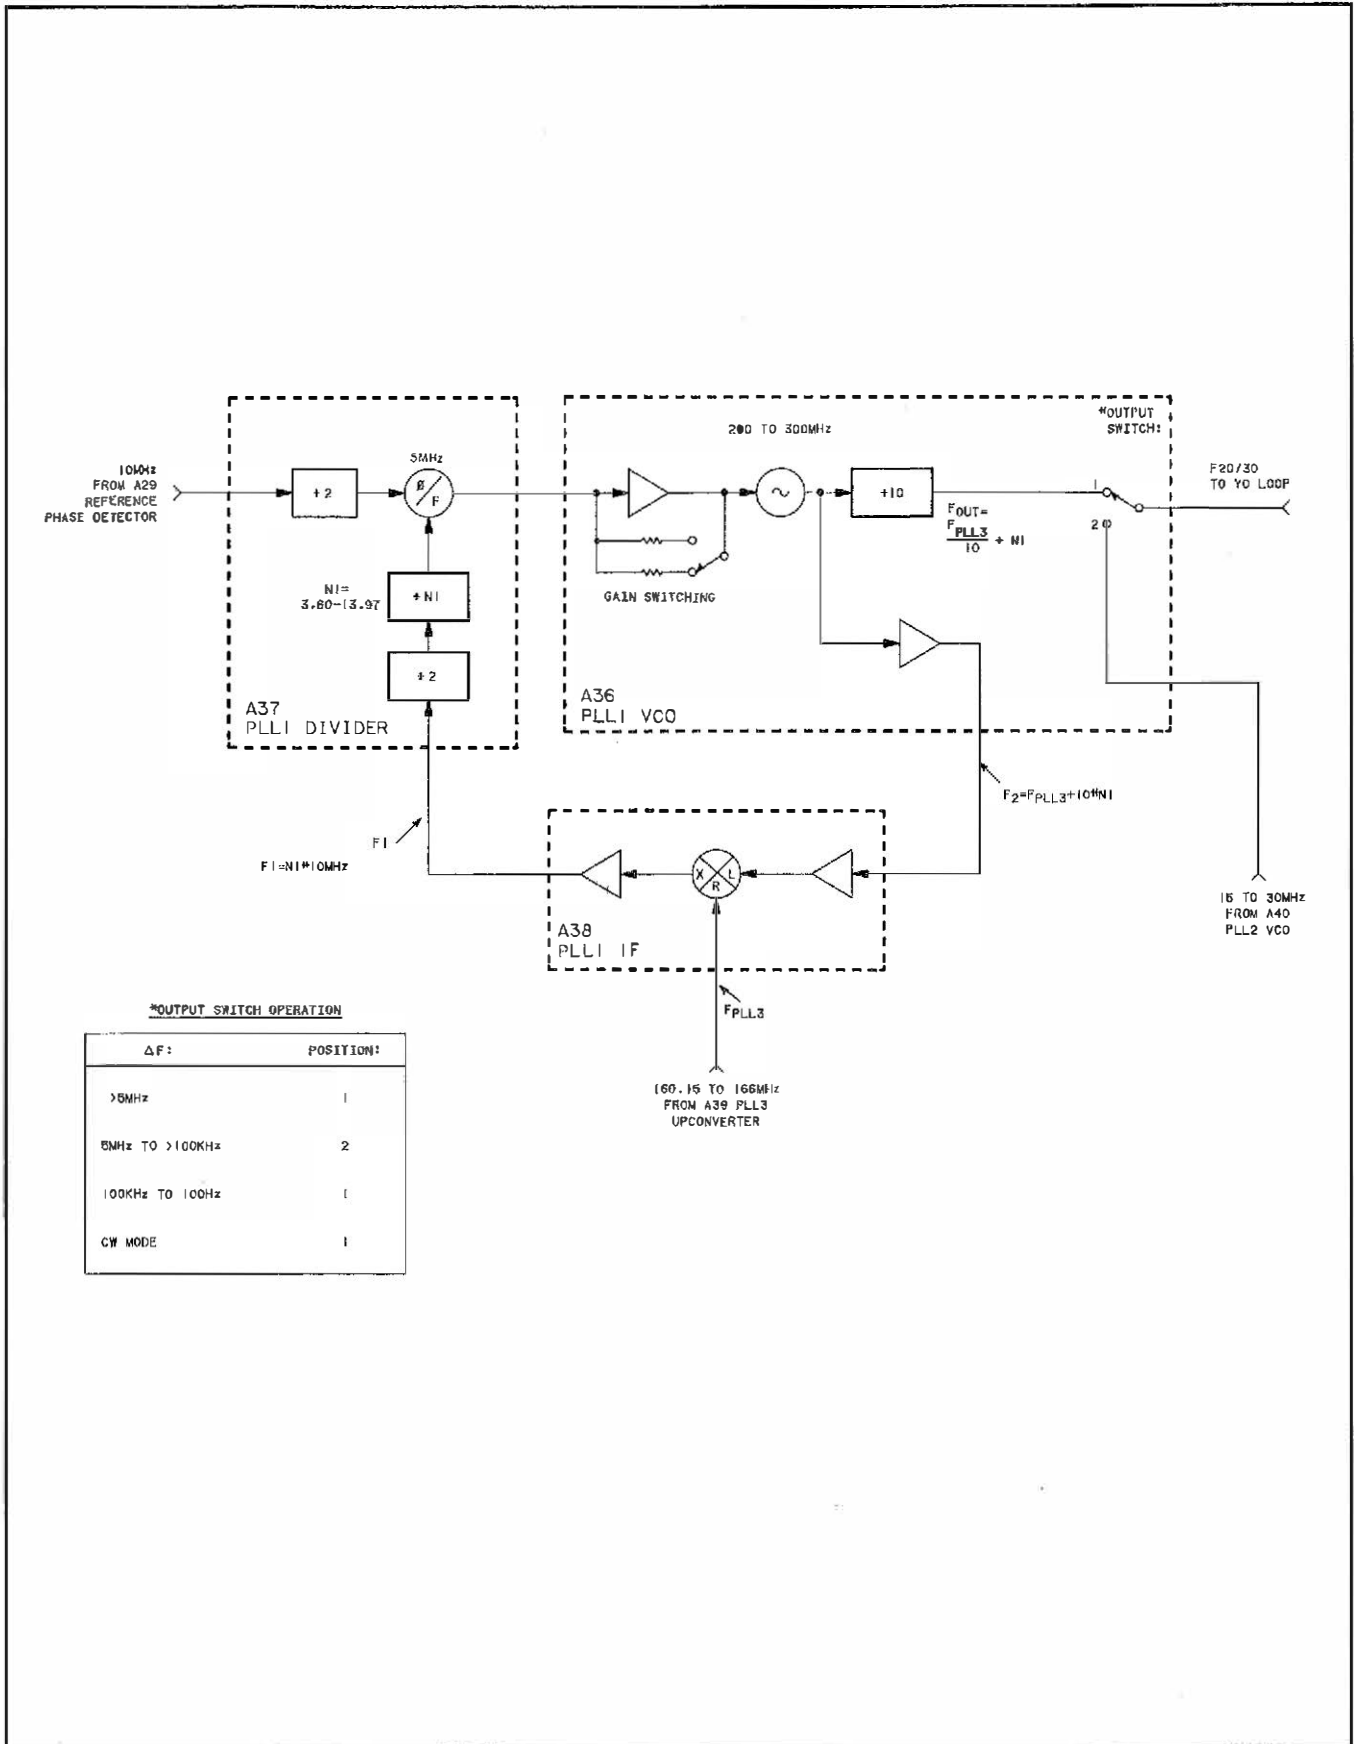 10MHz
FROM A29
REFERENCE
PHASE DETECTOR
÷2
5MHz
Ø/F
N1=
3.60-13.97
÷N1
÷2
A37
PLL1 DIVIDER
200 TO 300MHz
~
÷10
GAIN SWITCHING
FOUT=
FPLL3
10 + N1
*OUTPUT
SWITCH:
1
2
F20/30
TO YO LOOP
A36
PLL1 VCO
F2=FPLL3+10*N1
F1
F1=N1*10MHz
X L
R
A38
PLL1 IF
FPLL3
160.15 TO 166MHz
FROM A39 PLL3
UPCONVERTER
15 TO 30MHz
FROM A40
PLL2 VCO
*OUTPUT SWITCH OPERATION
ΔF: POSITION:
>5MHz 1
5MHz TO >100KHz 2
100KHz TO 100Hz 1
CW MODE 1